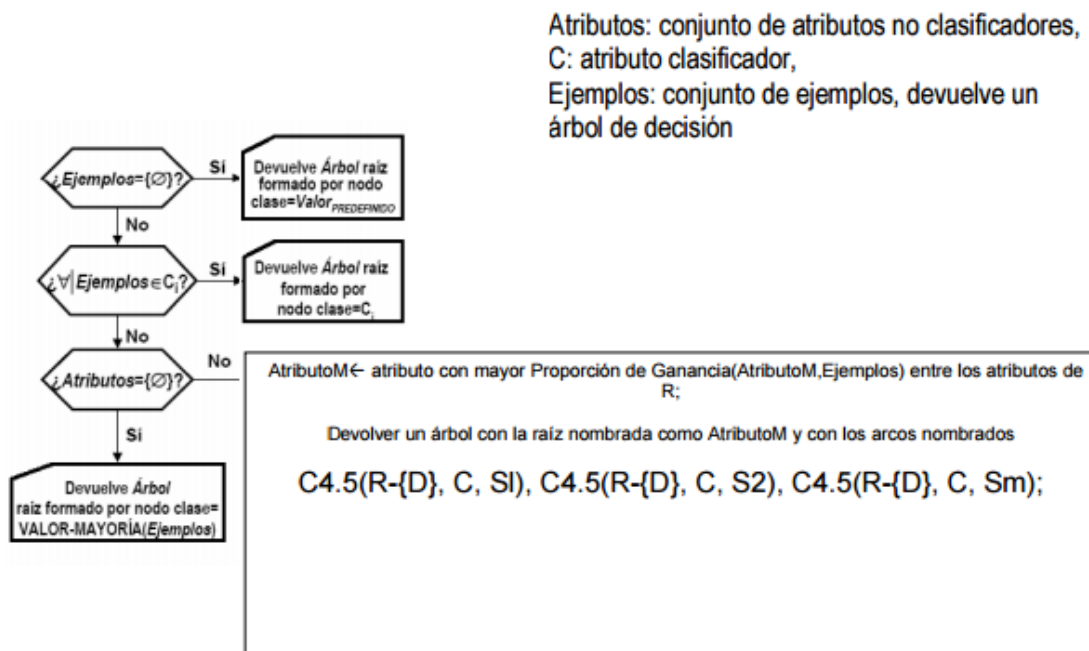 Atributos: conjunto de atributos no clasificadores,
C: atributo clasificador,
Ejemplos: conjunto de ejemplos, devuelve un
árbol de decisión
¿Ejemplos={∅}?
Sí
Devuelve Árbol raíz
formado por nodo
clase=Valor_PREDEFINIDO
No
¿∀|Ejemplos∈C_i?
Sí
Devuelve Árbol raíz
formado por
nodo clase=C_i
No
¿Atributos={∅}?
No
AtributoM← atributo con mayor Proporción de Ganancia(AtributoM,Ejemplos) entre los atributos de
R;
Devolver un árbol con la raíz nombrada como AtributoM y con los arcos nombrados
C4.5(R-{D}, C, Sl), C4.5(R-{D}, C, S2), C4.5(R-{D}, C, Sm);
Sí
Devuelve Árbol
raiz formado por nodo clase=
VALOR-MAYORÍA(Ejemplos)